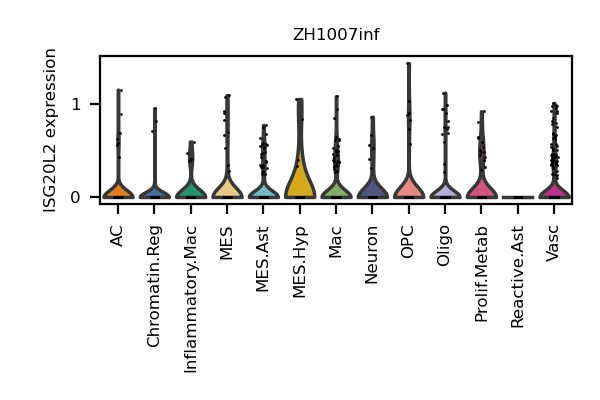 ZH1007inf
ISG20L2 expression
1
0
AC
Chromatin.Reg
Inflammatory.Mac
MES
MES.Ast
MES.Hyp
Mac
Neuron
OPC
Oligo
Prolif.Metab
Reactive.Ast
Vasc